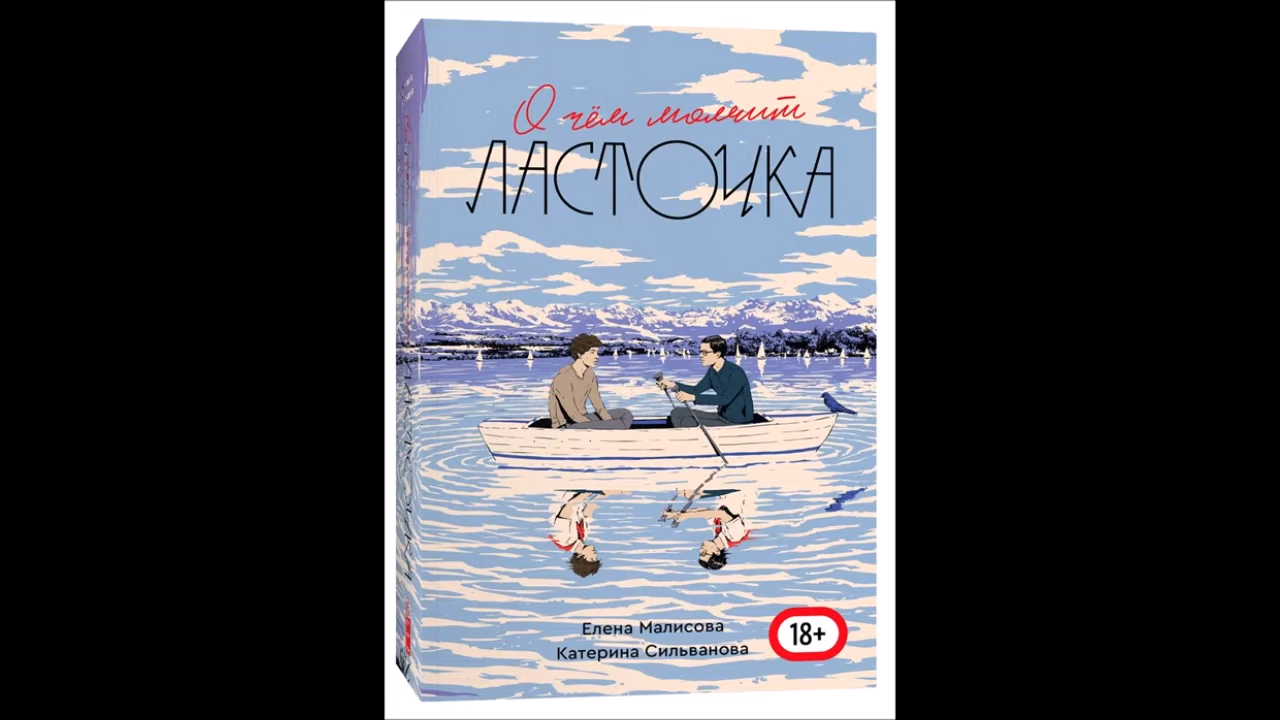 О чём молчит
ЛАСТОЧКА
Елена Малисова
Катерина Сильванова
18+